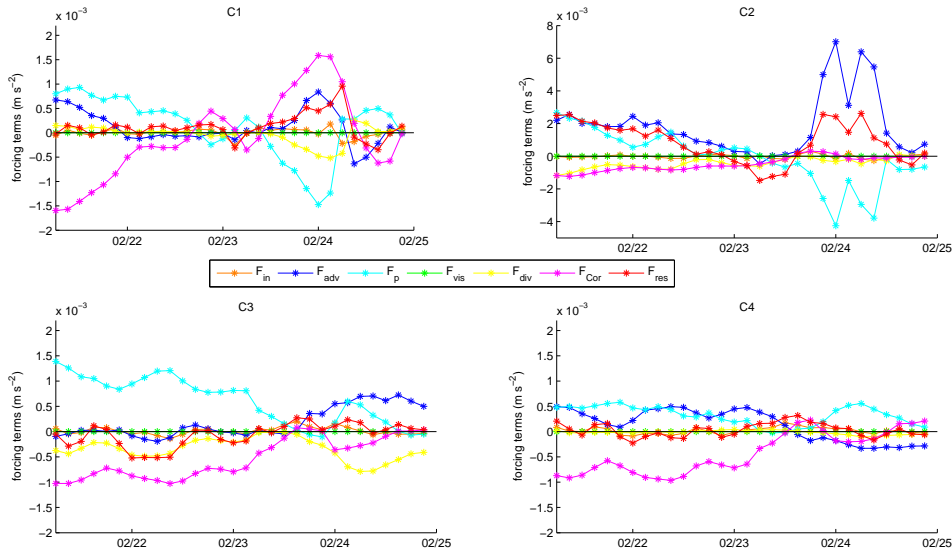 C1
x 10⁻³
forcing terms (m s⁻²)
2
1.5
1
0.5
0
−0.5
−1
−1.5
−2
02/22 02/23 02/24 02/25
C2
x 10⁻³
forcing terms (m s⁻²)
8
6
4
2
0
−2
−4
02/22 02/23 02/24 02/25
F_in F_adv F_p F_vis F_div F_Cor F_res
C3
x 10⁻³
forcing terms (m s⁻²)
2
1.5
1
0.5
0
−0.5
−1
−1.5
−2
02/22 02/23 02/24 02/25
C4
x 10⁻³
forcing terms (m s⁻²)
2
1.5
1
0.5
0
−0.5
−1
−1.5
−2
02/22 02/23 02/24 02/25